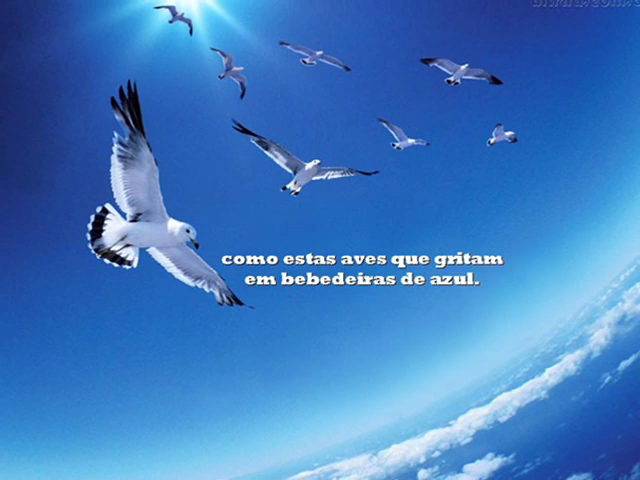 como estas aves que gritam
em bebedeiras de azul.